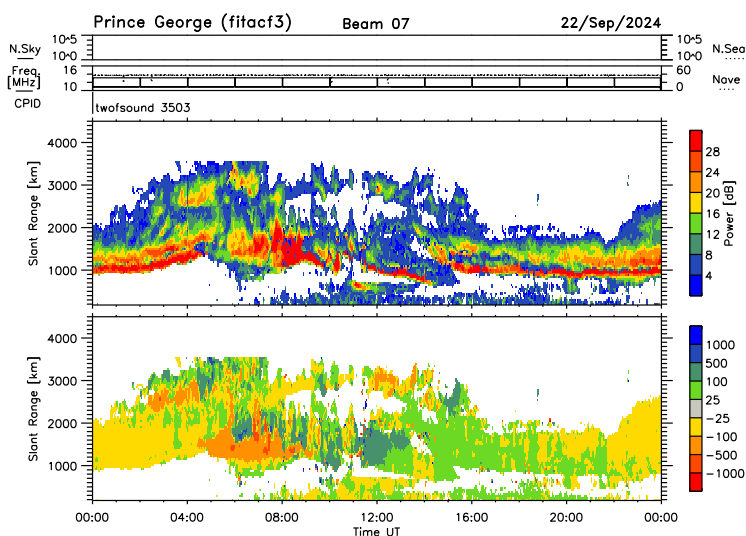 Prince George (fitacf3) Beam 07 22/Sep/2024
10^5 10^5
N.Sky N.Sea
10^0 10^0
Freq. 16 60
[MHz] Nave
10 0
CPID twofsound 3503
4000
3000
2000
1000
Slant Range [km]
28
24
20
16
12
8
4
Power [dB]
4000
3000
2000
1000
Slant Range [km]
1000
500
100
25
-25
-100
-500
-1000
00:00 04:00 08:00 12:00 16:00 20:00 00:00
Time UT